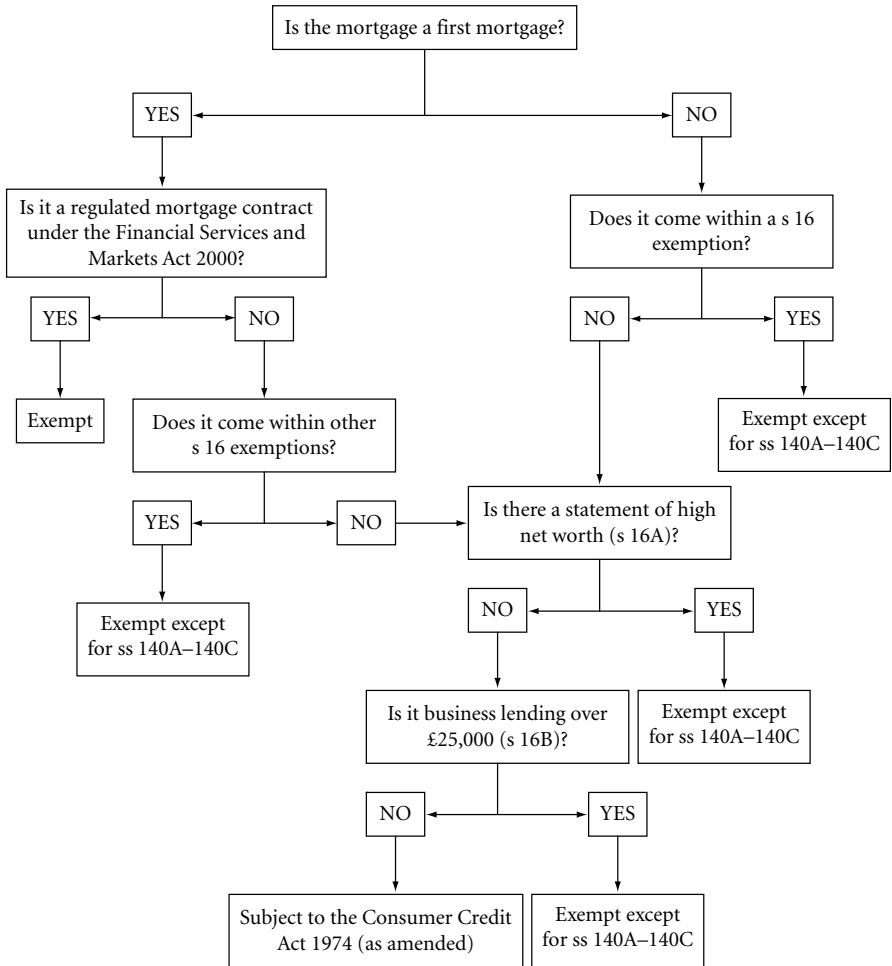 Is the mortgage a first mortgage?
YES
NO
Is it a regulated mortgage contract
under the Financial Services and
Markets Act 2000?
Does it come within a s 16
exemption?
YES
NO
NO
YES
Exempt
Does it come within other
s 16 exemptions?
Exempt except
for ss 140A–140C
YES
NO
Is there a statement of high
net worth (s 16A)?
Exempt except
for ss 140A–140C
NO
YES
Is it business lending over
£25,000 (s 16B)?
Exempt except
for ss 140A–140C
NO
YES
Subject to the Consumer Credit
Act 1974 (as amended)
Exempt except
for ss 140A–140C